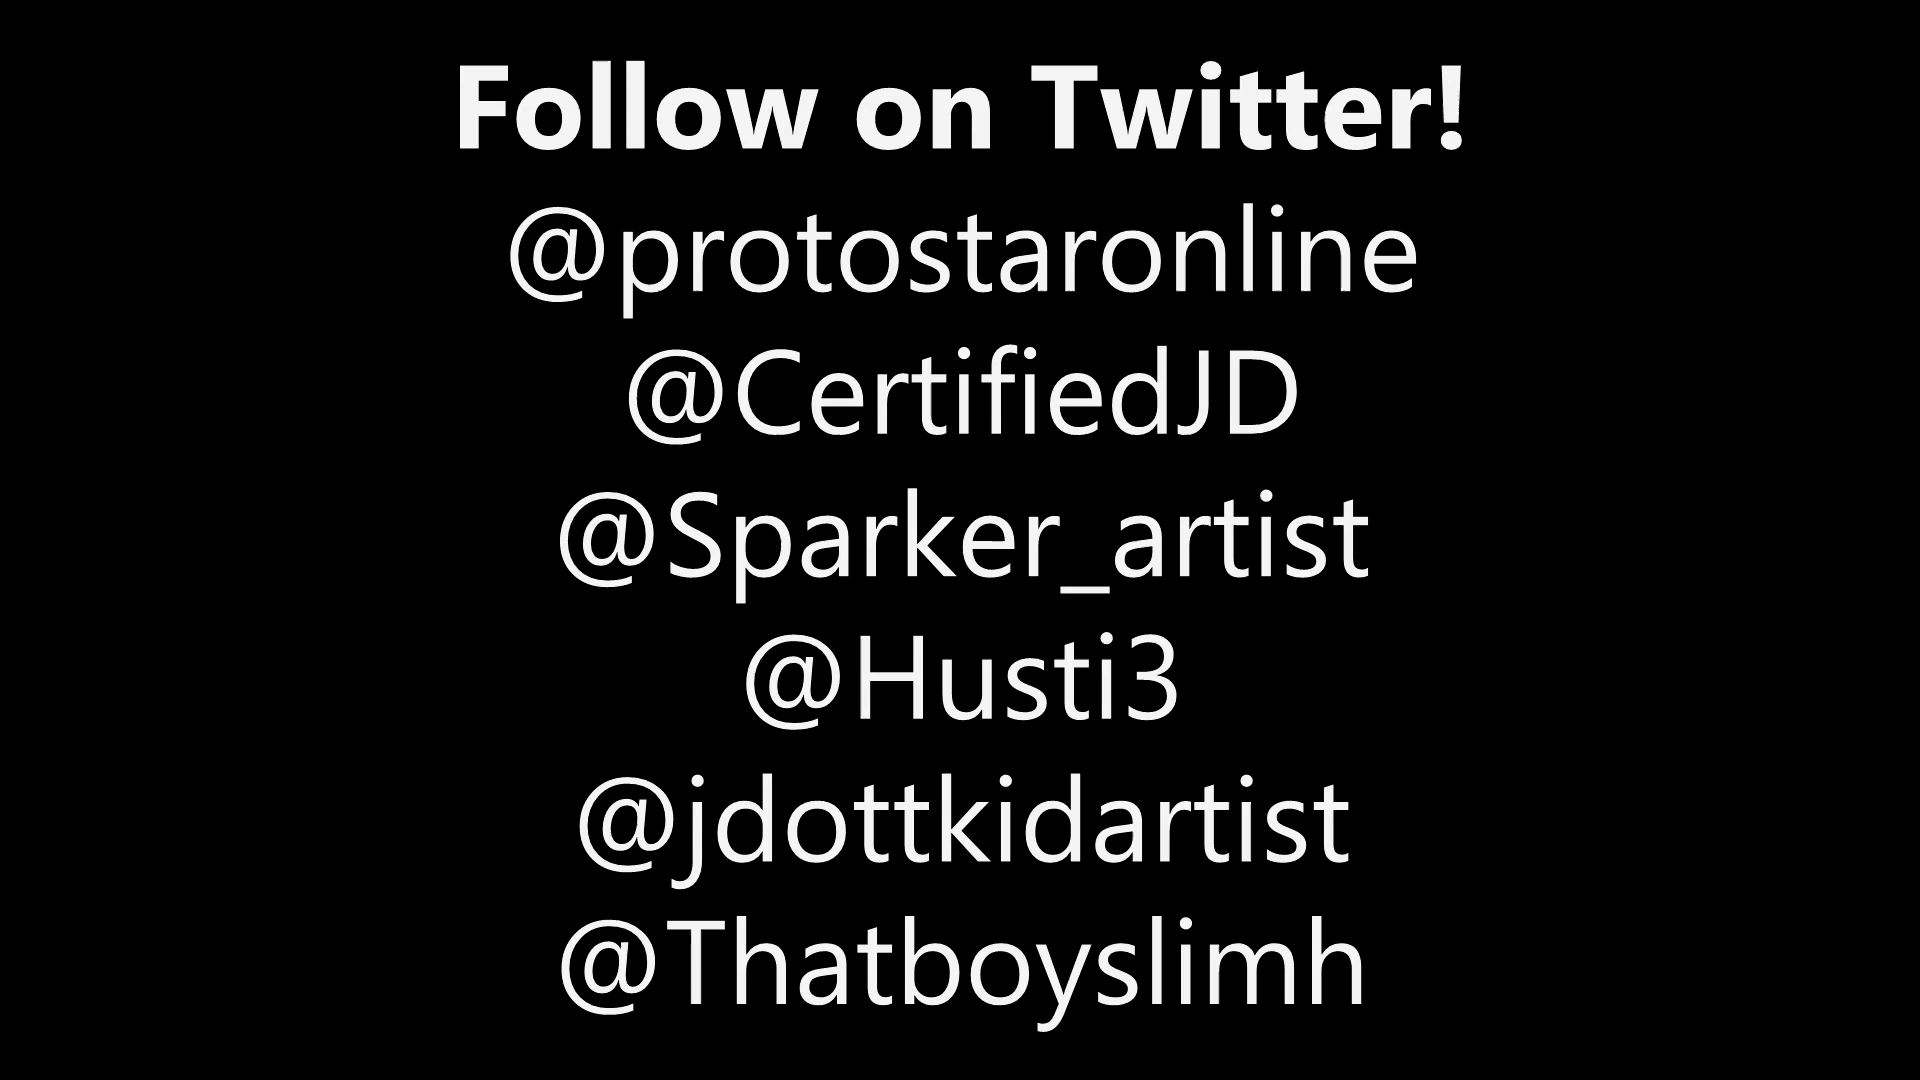 Follow on Twitter!
@protostaronline
@CertifiedJD
@Sparker_artist
@Husti3
@jdottkidartist
@Thatboyslimh